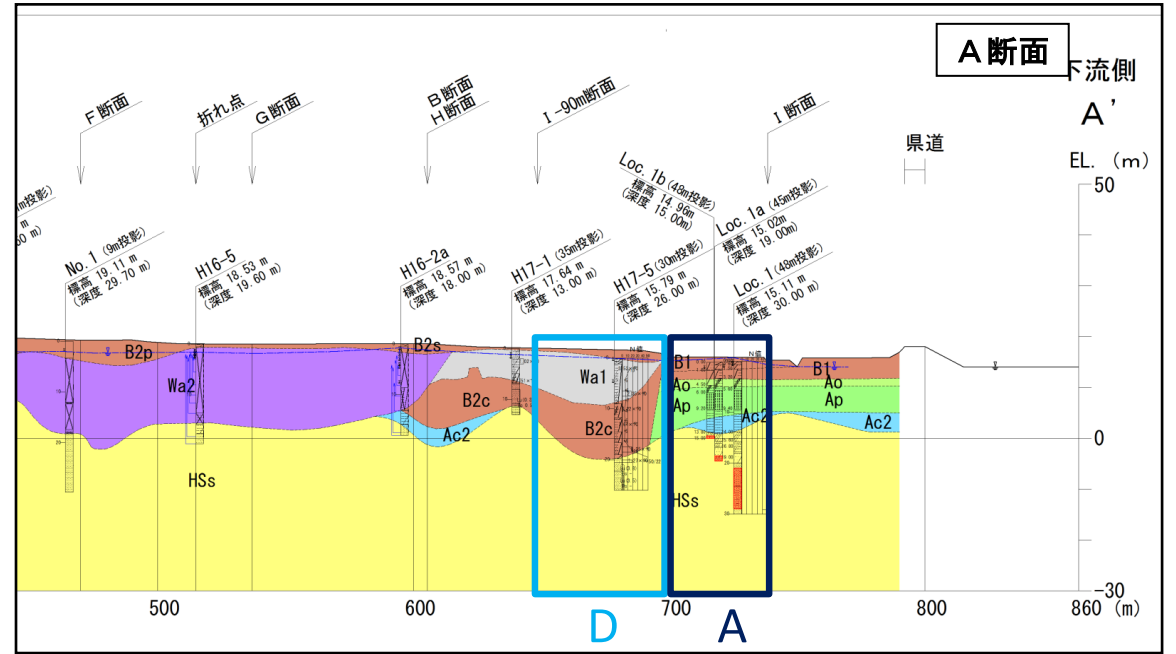 A断面
下流側
A'
EL. (m)
県道
F断面
折れ点
G断面
B断面
H断面
I-90m断面
I断面
Loc. 1b (48m投影)
標高 14.96m
(深度 15.00m)
Loc. 1a (45m投影)
標高 15.02m
(深度 19.00m)
m投影)
m
60 m)
No. 1 (9m投影)
標高 19.11 m
(深度 29.70 m)
H16-5
標高 18.53 m
(深度 19.60 m)
H16-2a
標高 18.57 m
(深度 18.00 m)
H17-1 (35m投影)
標高 17.64 m
(深度 13.00 m)
H17-5 (30m投影)
標高 15.79 m
(深度 26.00 m)
Loc. 1 (48m投影)
標高 15.11 m
(深度 30.00 m)
50
0
-30
B2p
B2s
Wa2
Wa1
B2c
B2c
Ac2
B1
B1
Ao
Ap
Ao
Ap
Ac2
Ac2
HSs
HSs
N値
N値
500
600
700
800
860 (m)
D
A